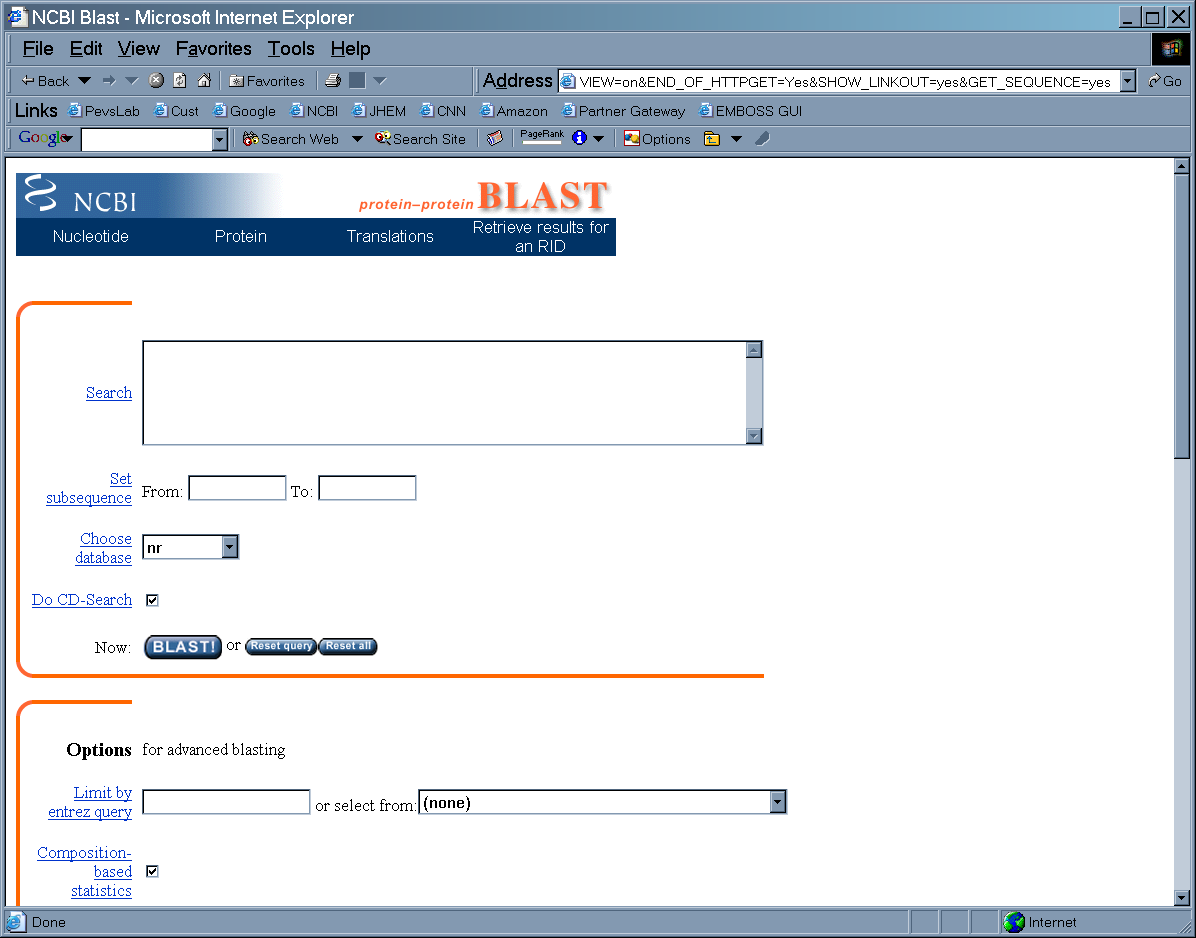 NCBI Blast - Microsoft Internet Explorer
File Edit View Favorites Tools Help
Back Favorites Address VIEW=on&END_OF_HTTPGET=Yes&SHOW_LINKOUT=yes&GET_SEQUENCE=yes Go
Links PevsLab Cust Google NCBI JHEM CNN Amazon Partner Gateway EMBOSS GUI
Google Search Web Search Site PageRank Options
NCBI protein–protein BLAST
Nucleotide Protein Translations Retrieve results for
an RID
Search
Set
subsequence From: To:
Choose
database nr
Do CD-Search
Now: BLAST! or Reset query Reset all
Options for advanced blasting
Limit by
entrez query or select from: (none)
Composition-
based
statistics
Done Internet